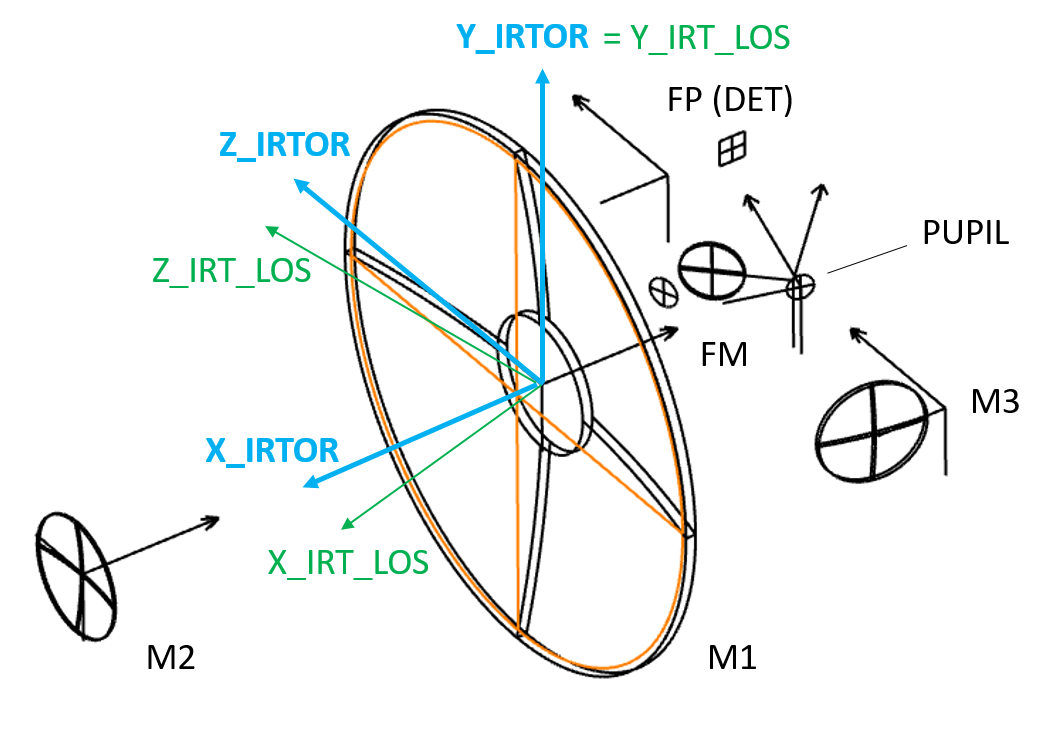 Y_IRTOR = Y_IRT_LOS
FP (DET)
Z_IRTOR
PUPIL
Z_IRT_LOS
FM
M3
X_IRTOR
X_IRT_LOS
M2
M1